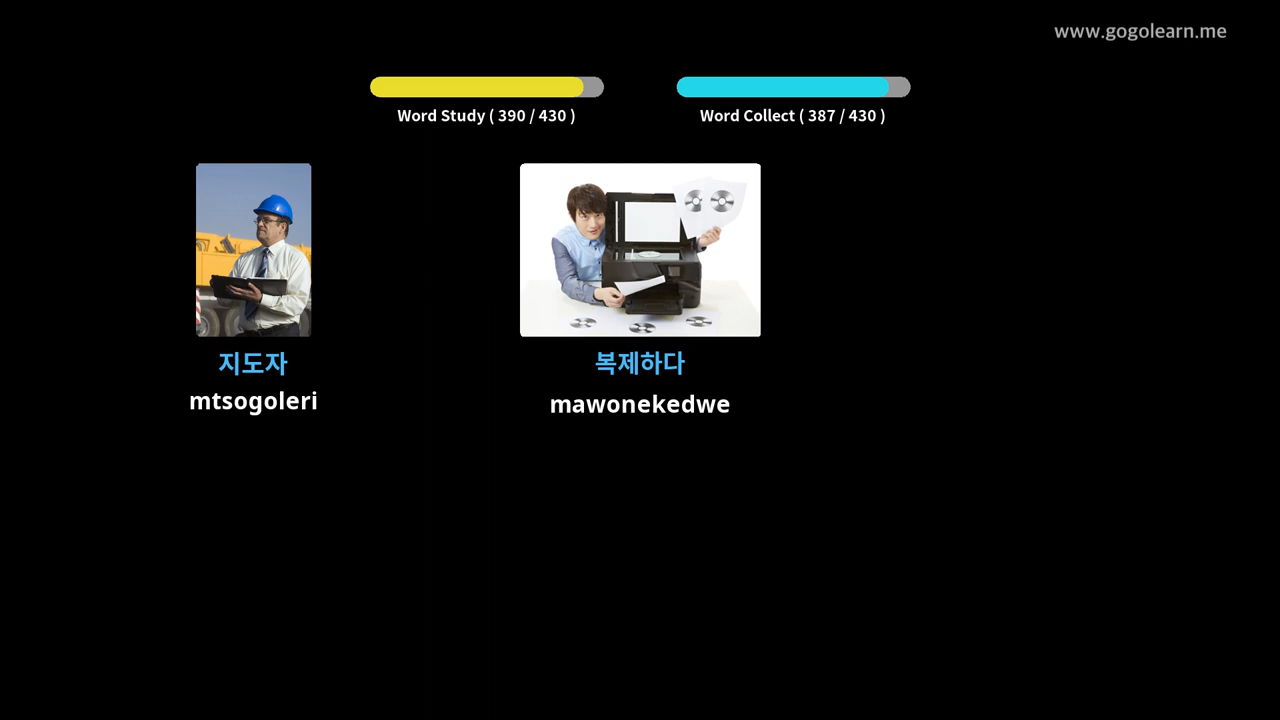 www.gogolearn.me
Word Study ( 390 / 430 )
Word Collect ( 387 / 430 )
지도자
mtsogoleri
복제하다
mawonekedwe